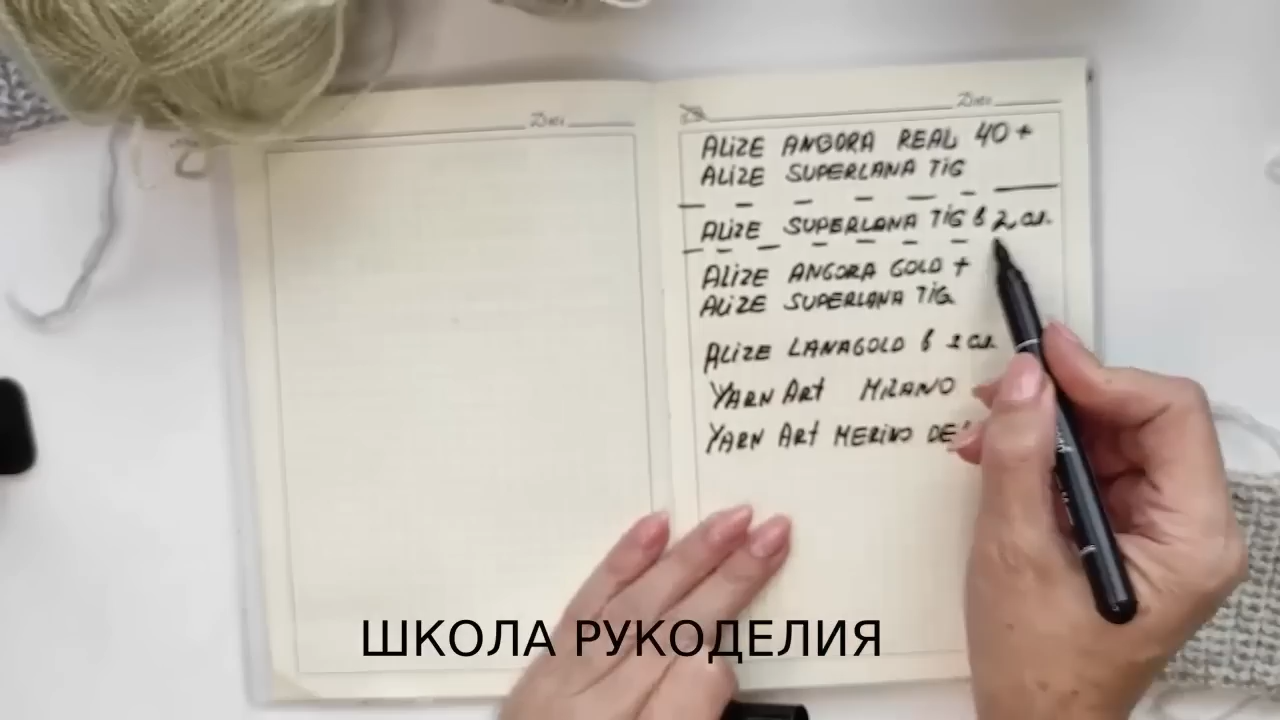 ALIZE ANGORA REAL 40 +
ALIZE SUPERLANA TIG
ALIZE SUPERLANA TIG В 2 СЛ.
ALIZE ANGORA GOLD +
ALIZE SUPERLANA TIG
ALIZE LANAGOLD В 2 СЛ.
YARN ART MILANO
YARN ART MERINO DE
ШКОЛА РУКОДЕЛИЯ